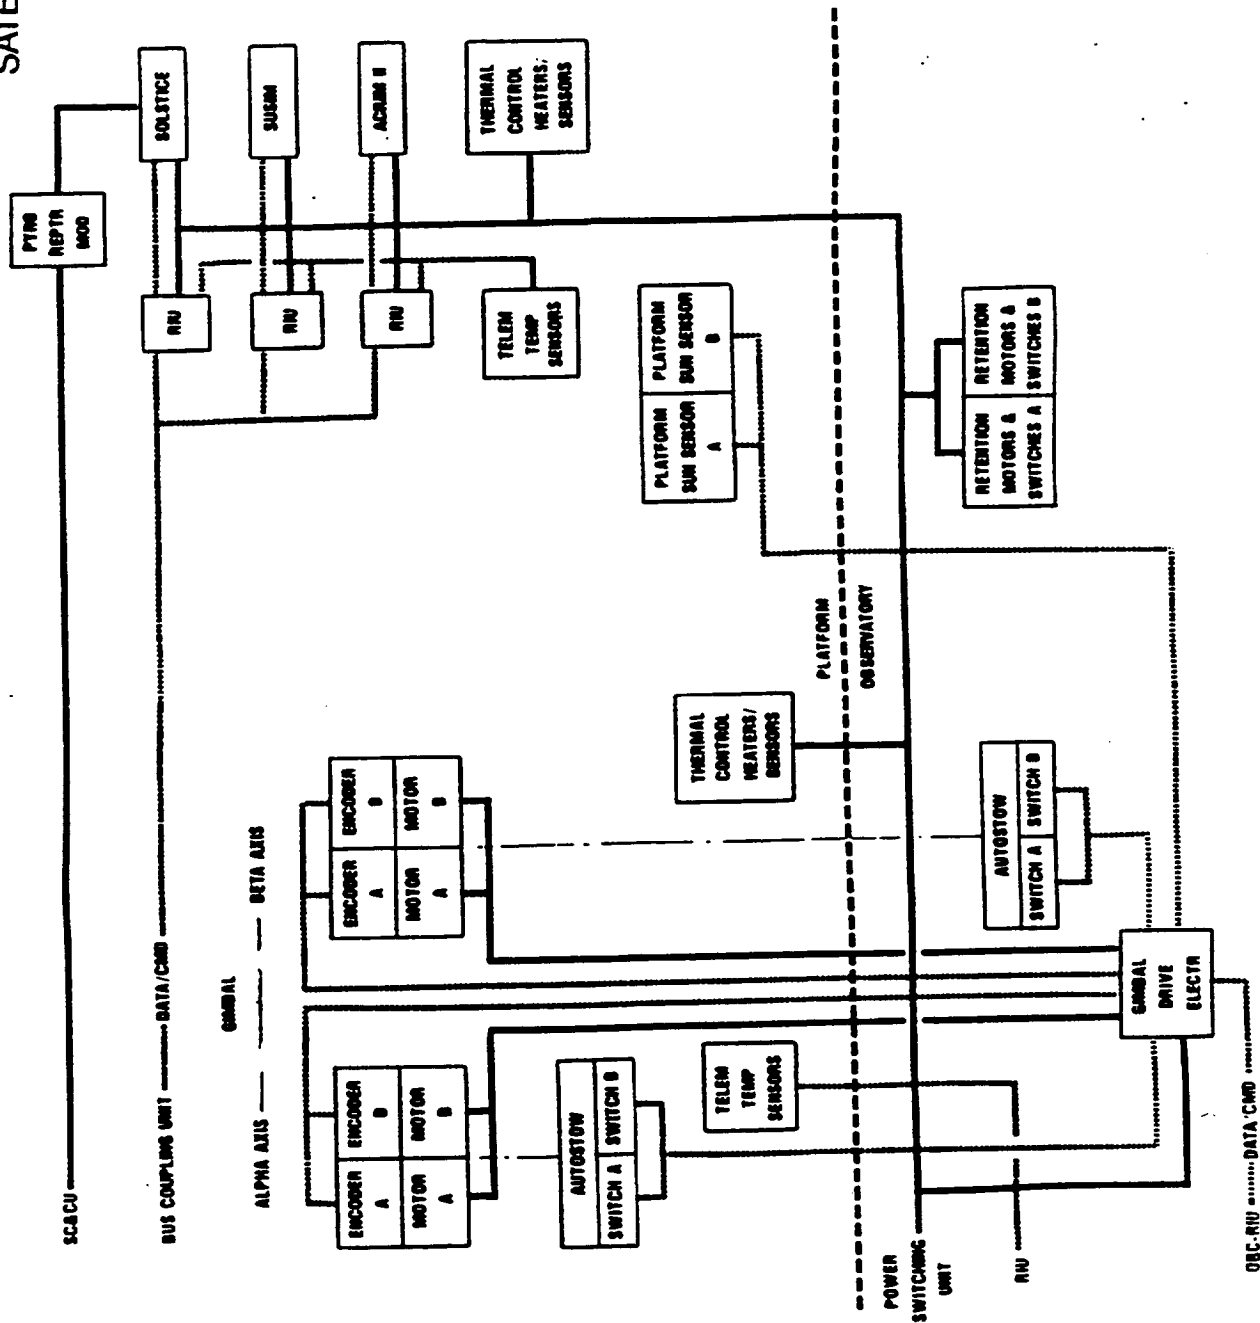 SATE
SC&CU
PYRO
REPTR
MOD
SOLSTICE
BUS COUPLING UNIT
DATA/CMD
RIU
SUSIM
RIU
ACRIM II
RIU
THERMAL
CONTROL
HEATERS,
SENSORS
TELEM
TEMP
SENSORS
GIMBAL
ALPHA AXIS
BETA AXIS
ENCODER
A
ENCODER
B
MOTOR
A
MOTOR
B
ENCODER
A
ENCODER
B
MOTOR
A
MOTOR
B
AUTOSTOW
SWITCH A
SWITCH B
TELEM
TEMP
SENSORS
THERMAL
CONTROL
HEATERS/
SENSORS
PLATFORM
SUN SENSOR
A
PLATFORM
SUN SENSOR
B
PLATFORM
OBSERVATORY
POWER
SWITCHING
UNIT
RIU
AUTOSTOW
SWITCH A
SWITCH B
RETENTION
MOTORS &
SWITCHES A
RETENTION
MOTORS &
SWITCHES B
GIMBAL
DRIVE
ELECTR
OBC-RIU
DATA/CMD